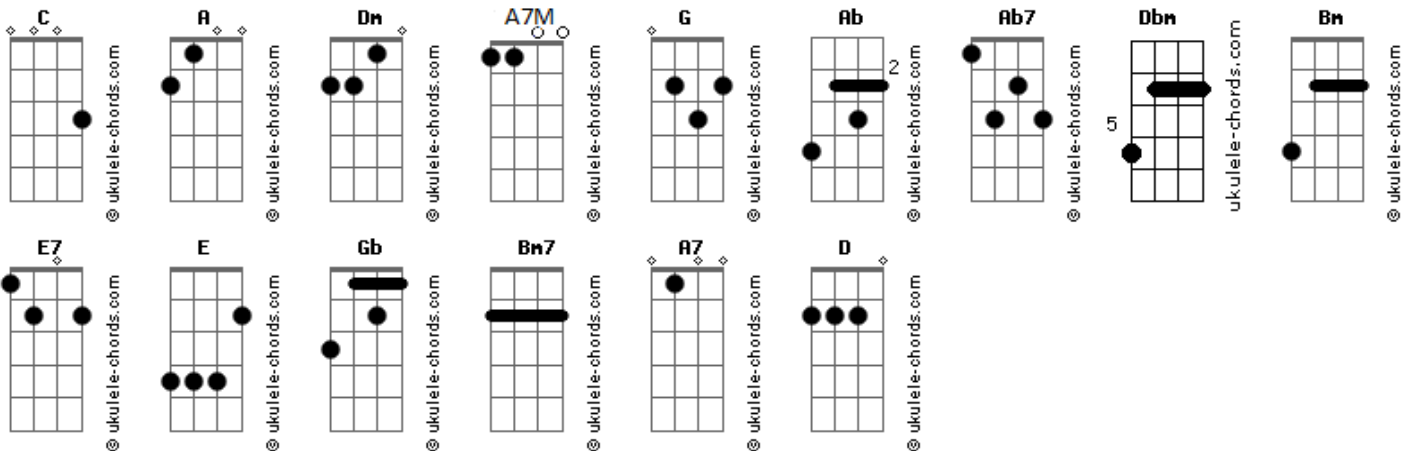 C A Dm A7M G Ab Ab7 Dbm Bm
2
5
© ukulele-chords.com © ukulele-chords.com © ukulele-chords.com © ukulele-chords.com © ukulele-chords.com © ukulele-chords.com © ukulele-chords.com ukulele-chords.com © ukulele-chords.com
E7 E Gb Bm7 A7 D
© ukulele-chords.com © ukulele-chords.com © ukulele-chords.com © ukulele-chords.com © ukulele-chords.com © ukulele-chords.com